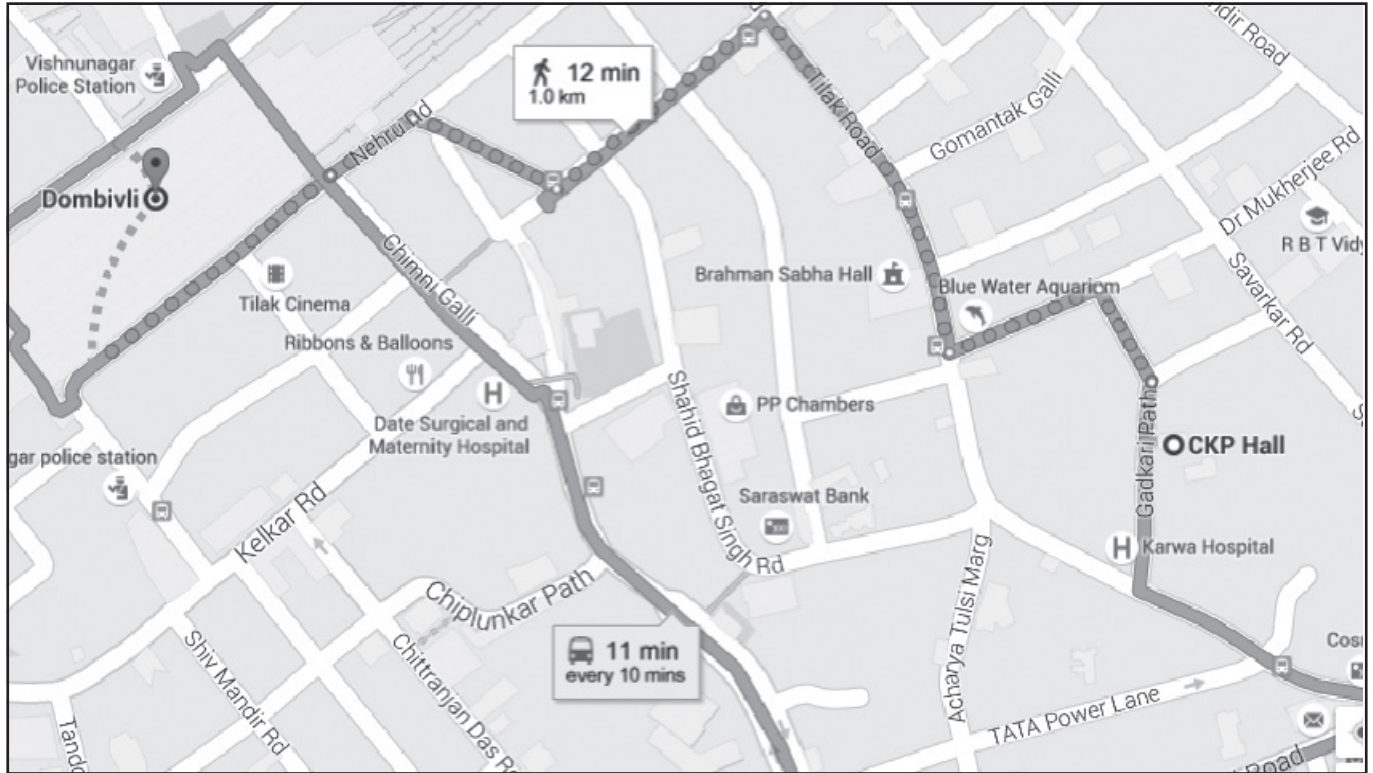 Vishnunagar
Police Station
12 min
1.0 km
Nehru Rd
Tilak Road
Gomantak Galli
Road
Dr Mukherjee Rd
Dombivli
Tilak Cinema
Chimni Galli
Brahman Sabha Hall
Blue Water Aquarium
Savarkar Rd
R B T Vidy
Ribbons & Balloons
Date Surgical and
Maternity Hospital
Shahid Bhagat Singh Rd
PP Chambers
Gadkari Path
CKP Hall
gar police station
Saraswat Bank
Kelkar Rd
Karwa Hospital
Chiplunkar Path
Acharya Tulsi Marg
11 min
every 10 mins
Shiv Mandir Rd
Chittranjan Das R
TATA Power Lane
Cos
Tand
Road